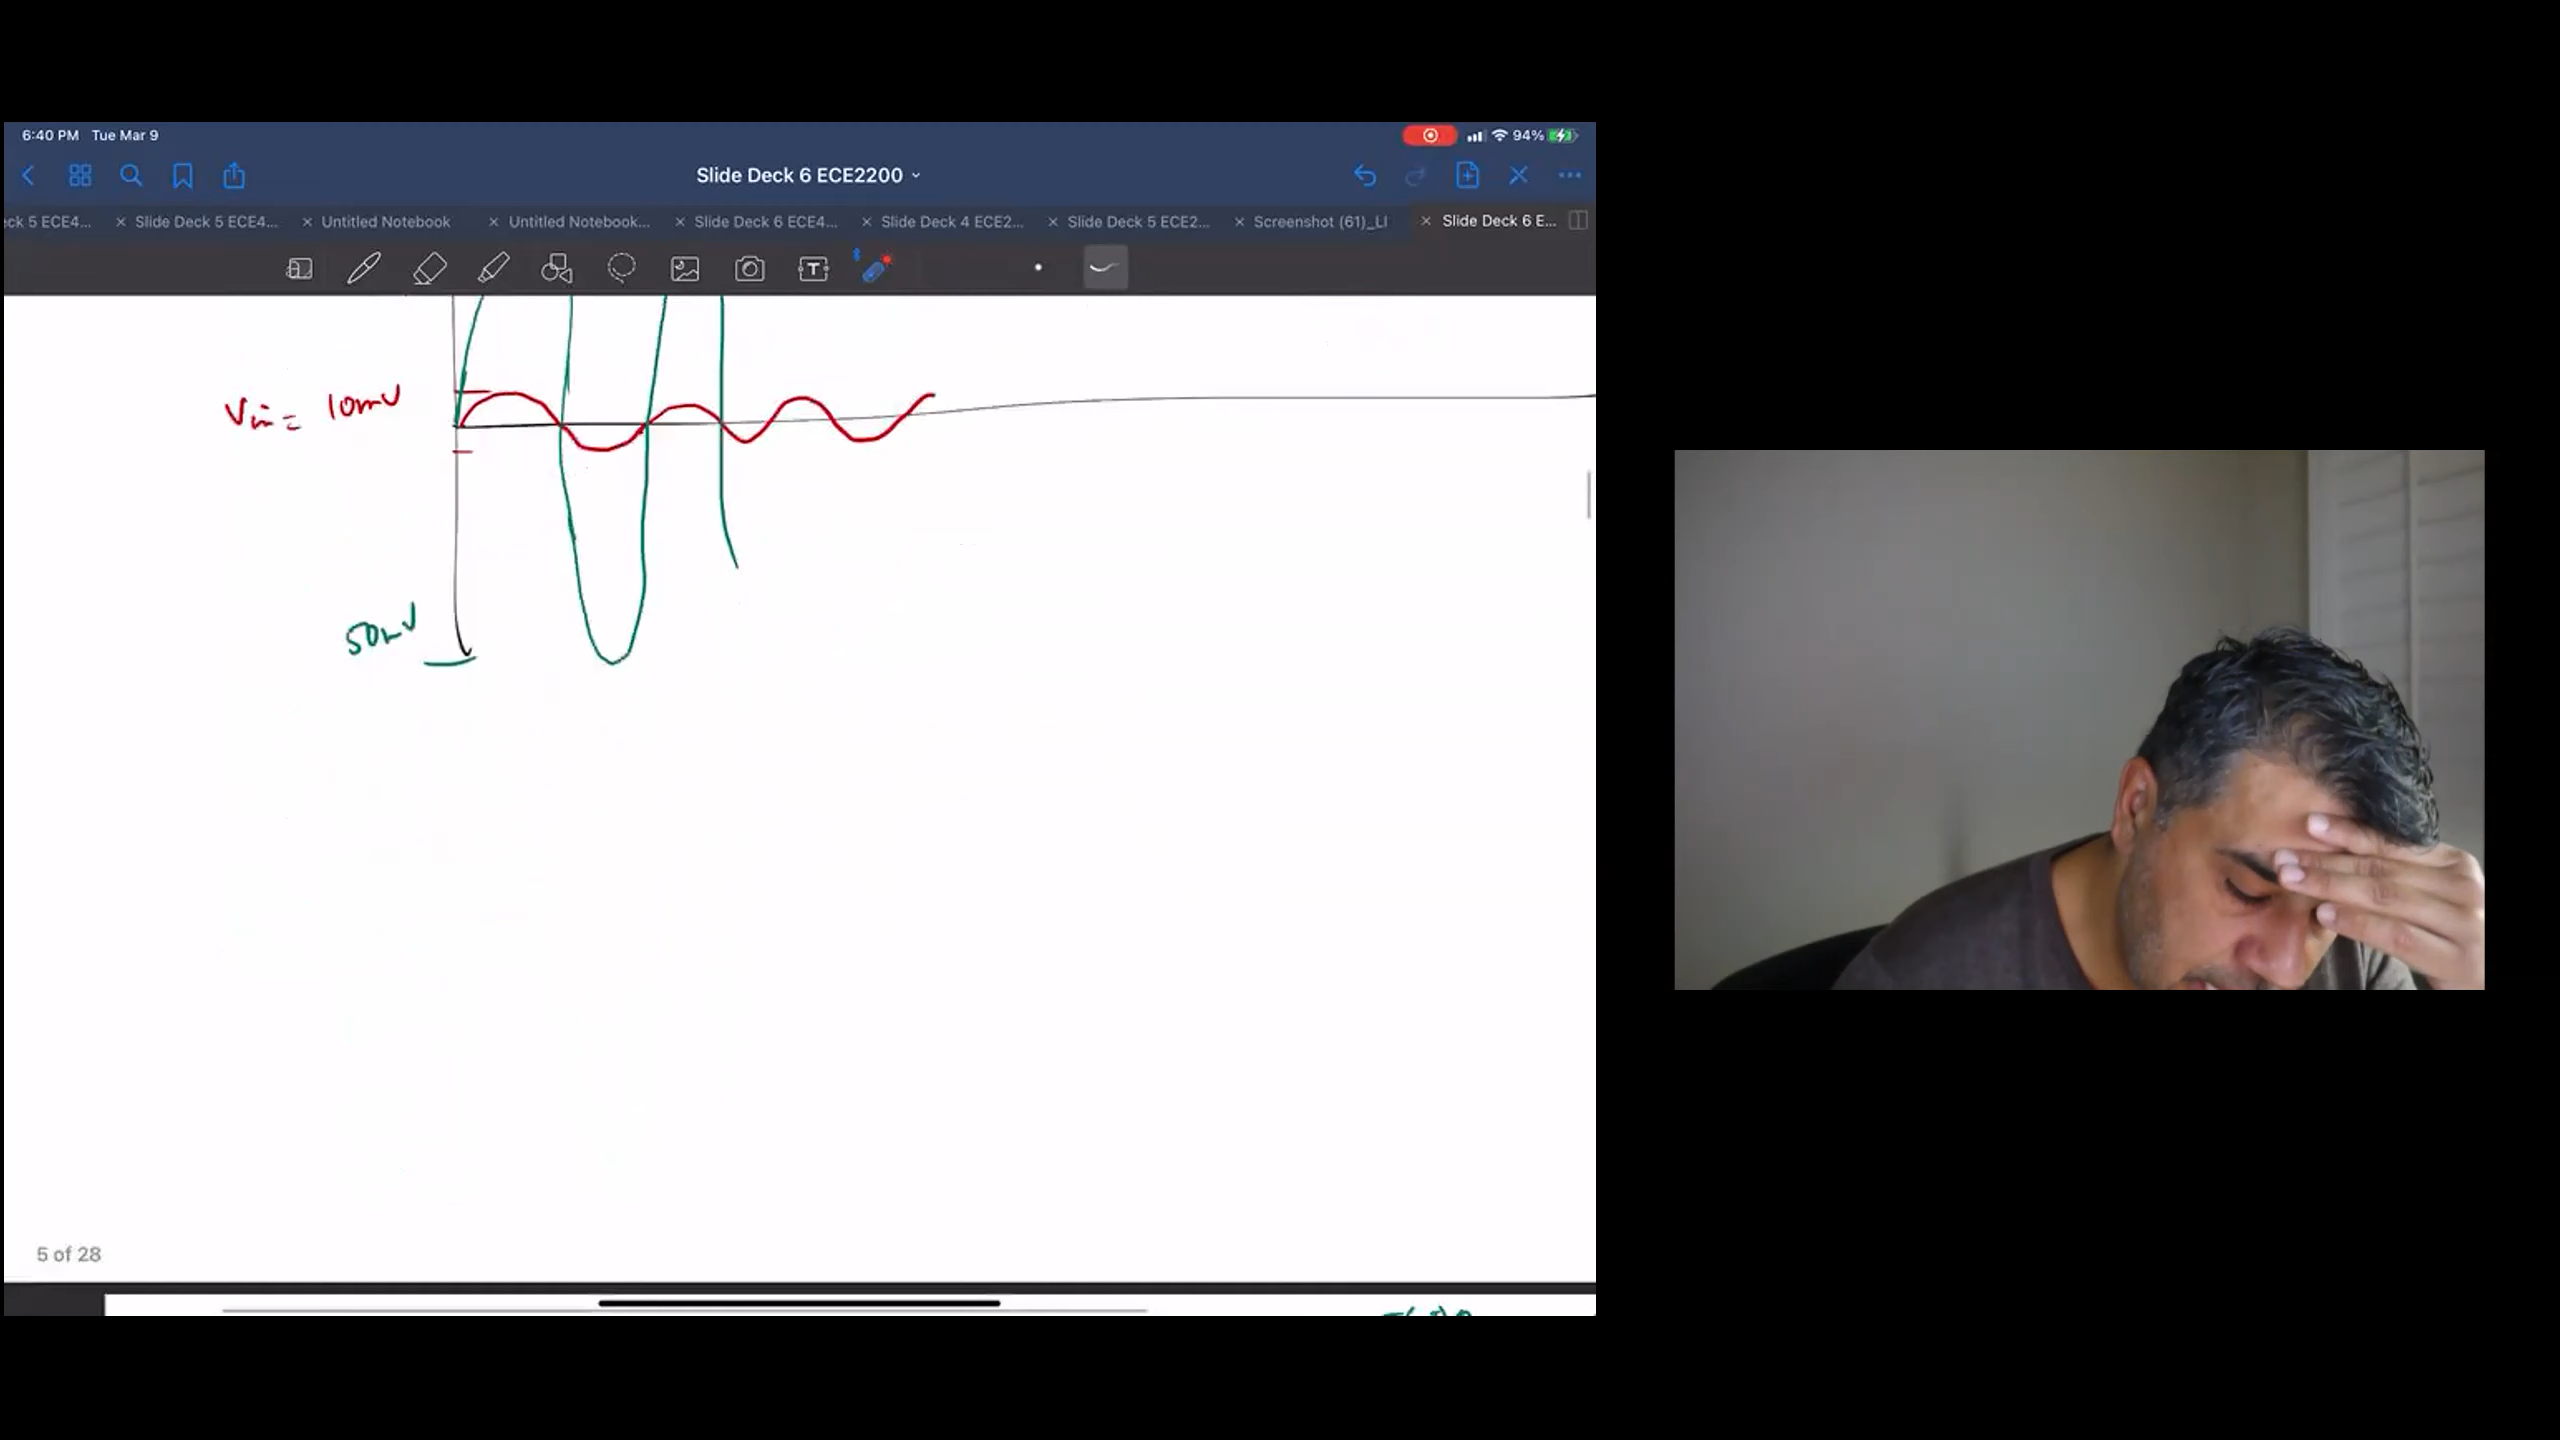 6:40 PM Tue Mar 9
94%
Slide Deck 6 ECE2200
ck 5 ECE4... Slide Deck 5 ECE4... Untitled Notebook Untitled Notebook... Slide Deck 6 ECE4... Slide Deck 4 ECE2... Slide Deck 5 ECE2... Screenshot (61)_LI Slide Deck 6 E...
T
Vin = 10mV
50mV
5 of 28